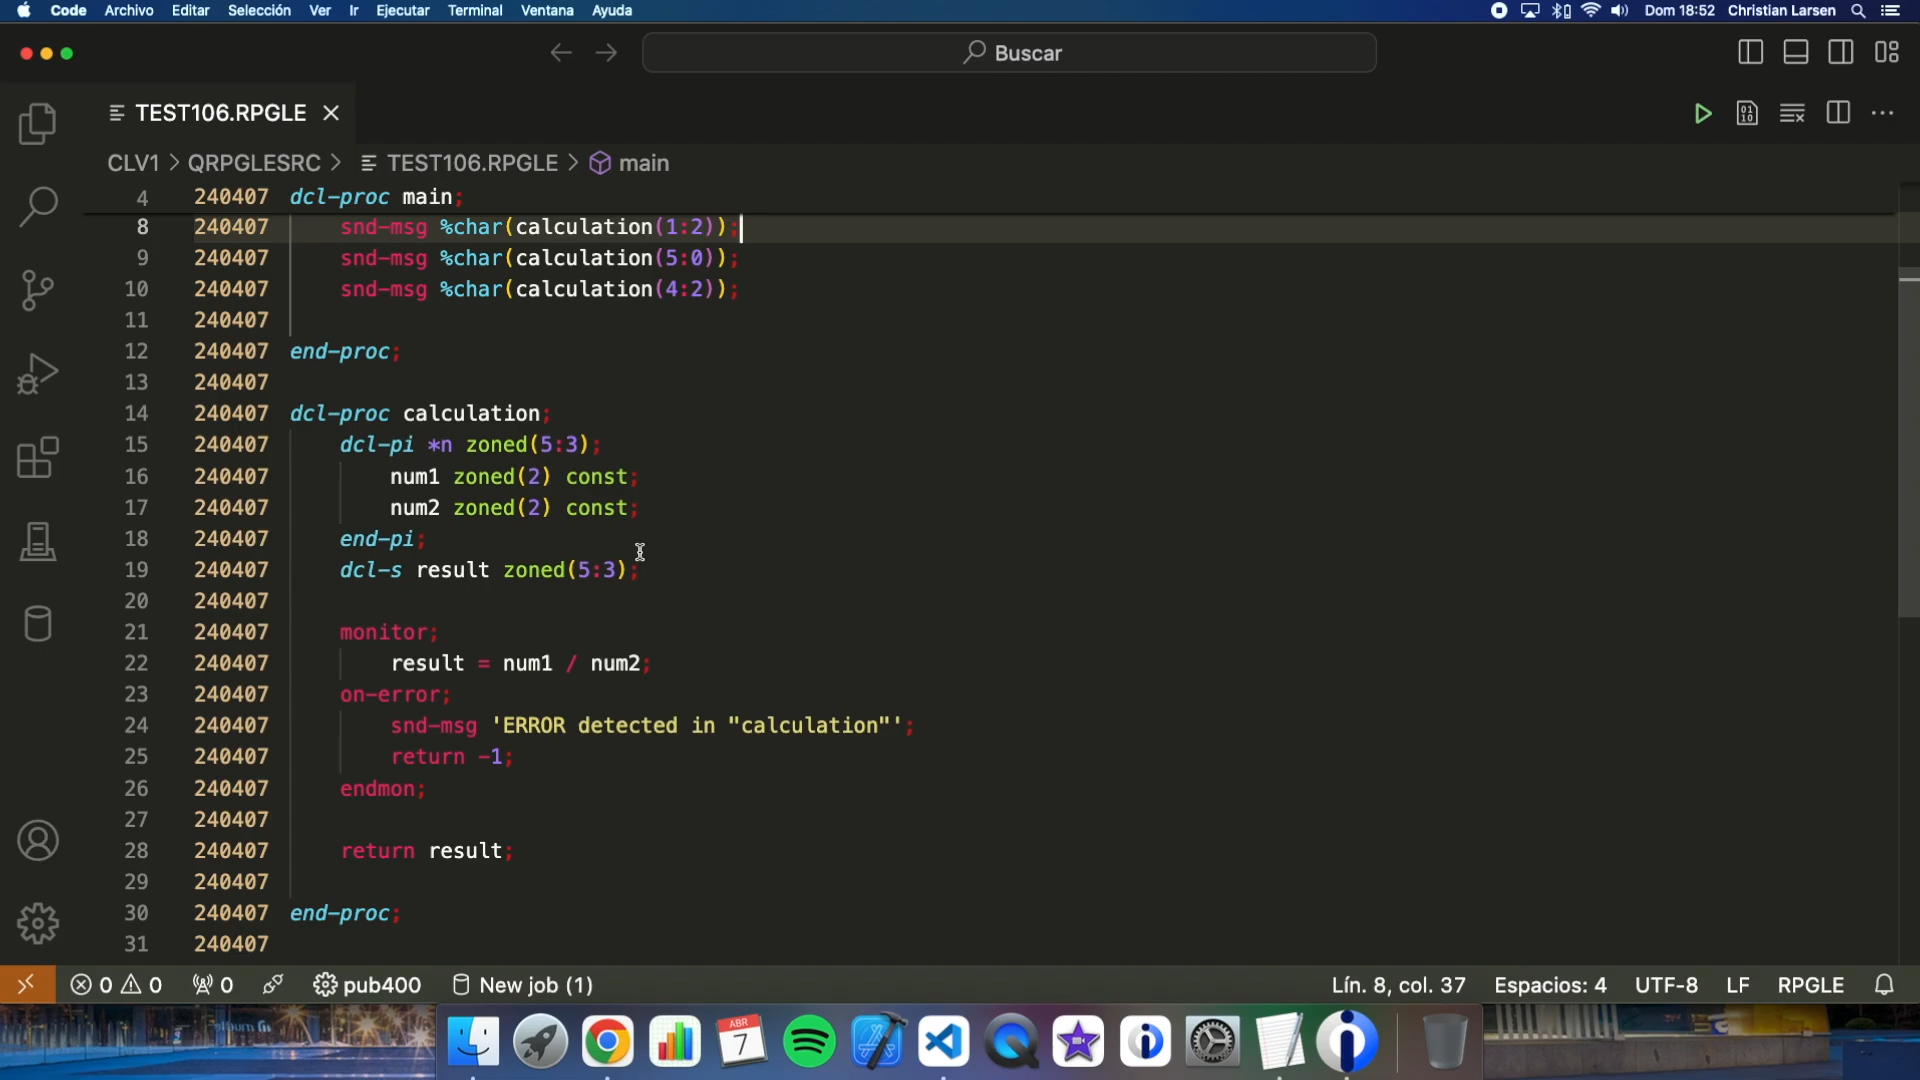 Code Archivo Editar Selección Ver Ir Ejecutar Terminal Ventana Ayuda Dom 18:52 Christian Larsen
Buscar
TEST106.RPGLE
CLV1 > QRPGLESRC > TEST106.RPGLE > main
4 240407 dcl-proc main;
8 240407 snd-msg %char(calculation(1:2));
9 240407 snd-msg %char(calculation(5:0));
10 240407 snd-msg %char(calculation(4:2));
11 240407
12 240407 end-proc;
13 240407
14 240407 dcl-proc calculation;
15 240407 dcl-pi *n zoned(5:3);
16 240407 num1 zoned(2) const;
17 240407 num2 zoned(2) const;
18 240407 end-pi;
19 240407 dcl-s result zoned(5:3);
20 240407
21 240407 monitor;
22 240407 result = num1 / num2;
23 240407 on-error;
24 240407 snd-msg 'ERROR detected in "calculation"';
25 240407 return -1;
26 240407 endmon;
27 240407
28 240407 return result;
29 240407
30 240407 end-proc;
31 240407
0 0 0 pub400 New job (1) Lín. 8, col. 37 Espacios: 4 UTF-8 LF RPGLE
ABR
7